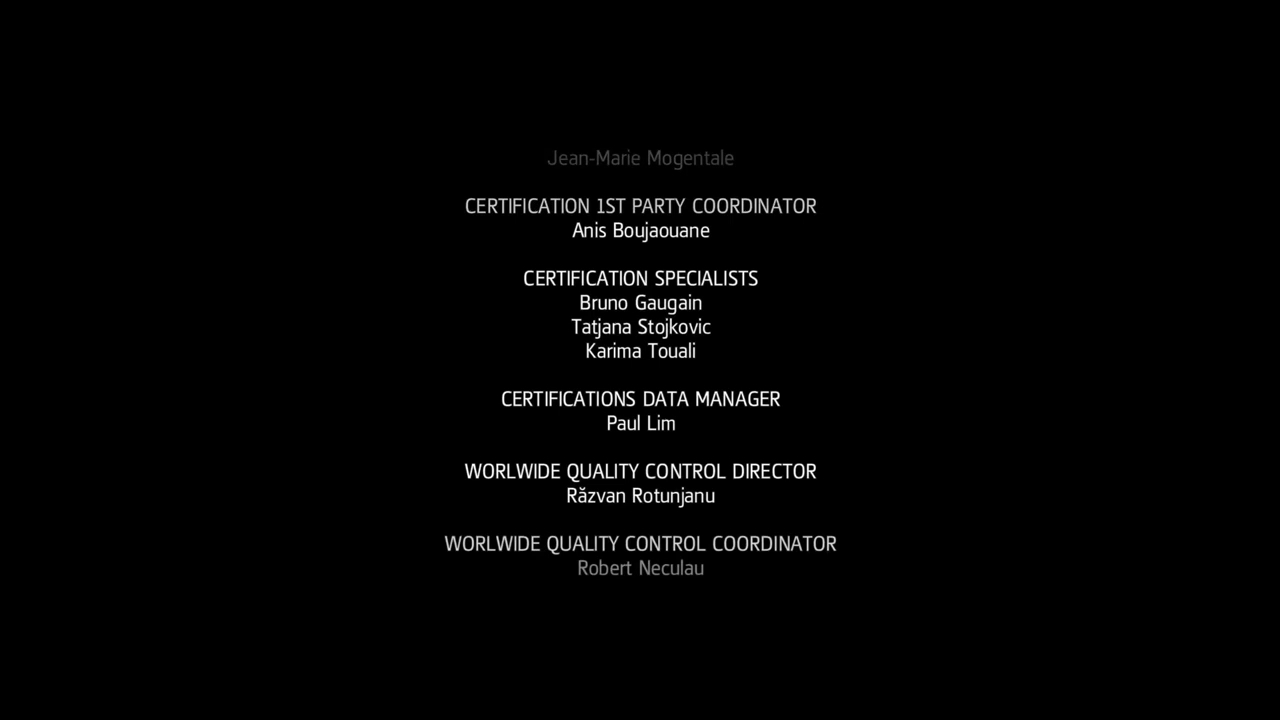 Jean-Marie Mogentale
CERTIFICATION 1ST PARTY COORDINATOR
Anis Boujaouane
CERTIFICATION SPECIALISTS
Bruno Gaugain
Tatjana Stojkovic
Karima Touali
CERTIFICATIONS DATA MANAGER
Paul Lim
WORLWIDE QUALITY CONTROL DIRECTOR
Răzvan Rotunjanu
WORLWIDE QUALITY CONTROL COORDINATOR
Robert Neculau